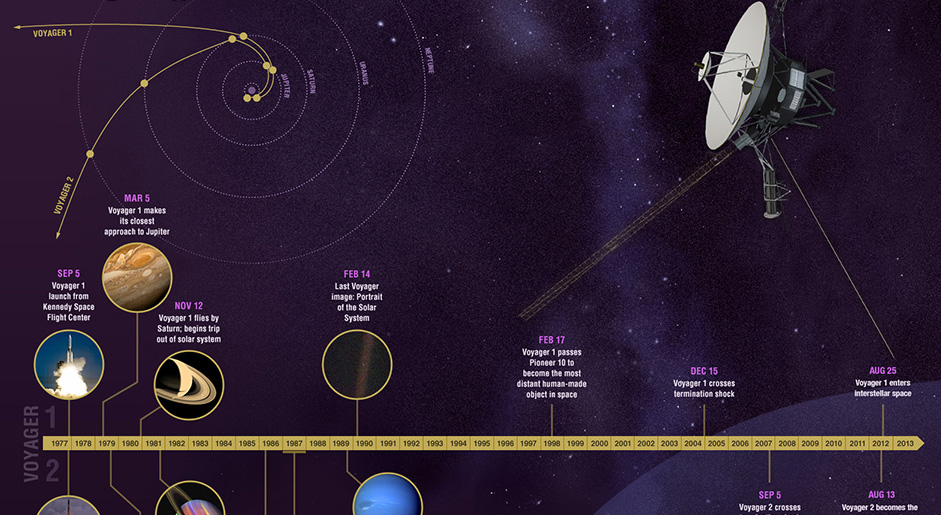 VOYAGER 1
VOYAGER 2
JUPITER
SATURN
URANUS
NEPTUNE
MAR 5
Voyager 1 makes
its closest
approach to Jupiter
SEP 5
Voyager 1
launch from
Kennedy Space
Flight Center
NOV 12
Voyager 1 flies by
Saturn; begins trip
out of solar system
FEB 14
Last Voyager
image: Portrait
of the Solar
System
FEB 17
Voyager 1 passes
Pioneer 10 to
become the most
distant human-made
object in space
DEC 15
Voyager 1 crosses
termination shock
AUG 25
Voyager 1 enters
interstellar space
VOYAGER 1
1977 1978 1979 1980 1981 1982 1983 1984 1985 1986 1987 1988 1989 1990 1991 1992 1993 1994 1995 1996 1997 1998 1999 2000 2001 2002 2003 2004 2005 2006 2007 2008 2009 2010 2011 2012 2013
2
SEP 5
Voyager 2 crosses
AUG 13
Voyager 2 becomes the